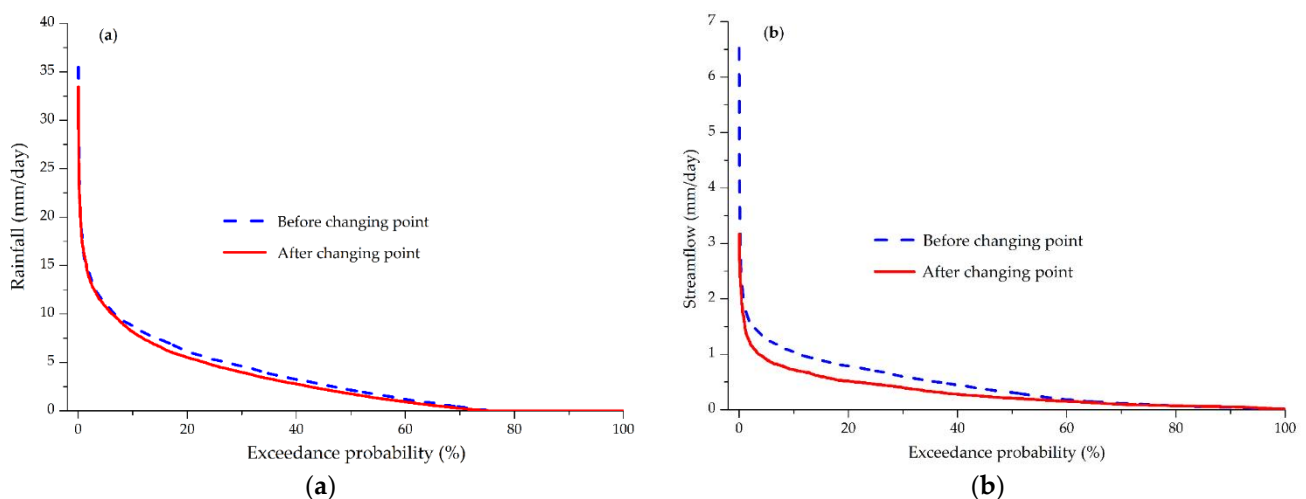 (a)
Rainfall (mm/day)
40
35
30
25
20
15
10
5
0
Before changing point
After changing point
0 20 40 60 80 100
Exceedance probability (%)
(a)
(b)
Streamflow (mm/day)
7
6
5
4
3
2
1
0
Before changing point
After changing point
0 20 40 60 80 100
Exceedance probability (%)
(b)